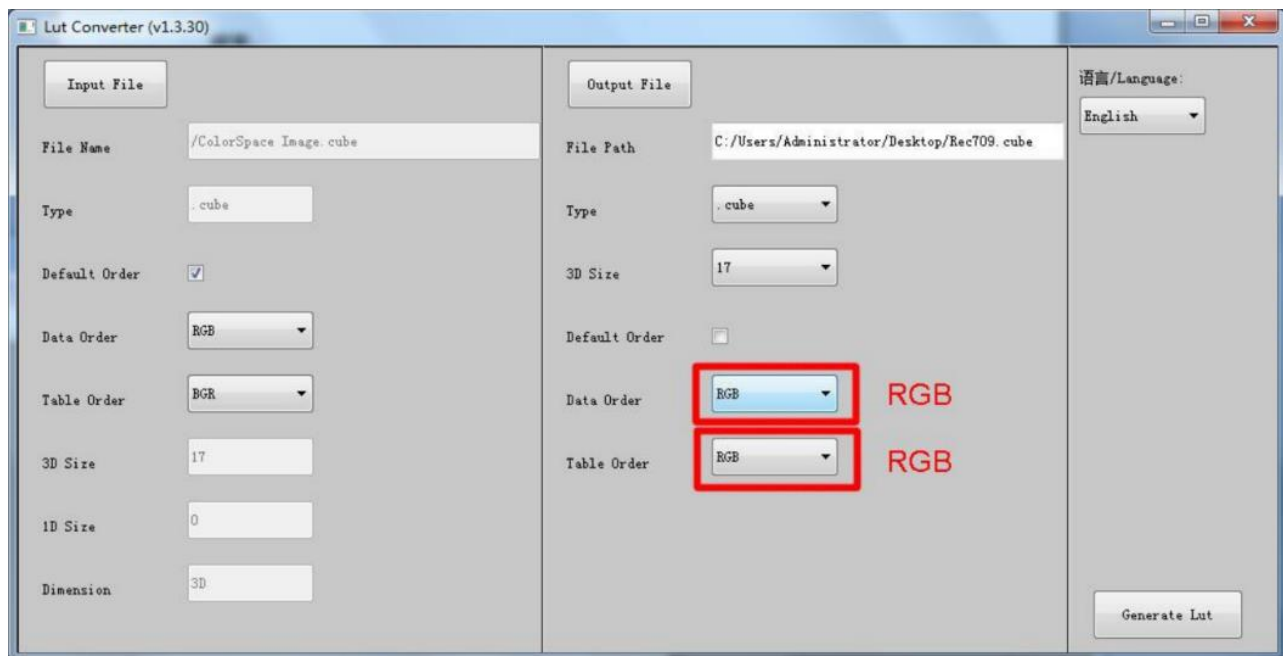 Lut Converter (v1.3.30)
Input File
File Name /ColorSpace Image.cube
Type .cube
Default Order
Data Order RGB
Table Order BGR
3D Size 17
1D Size 0
Dimension 3D
Output File
File Path C:/Users/Administrator/Desktop/Rec709.cube
Type .cube
3D Size 17
Default Order
Data Order RGB RGB
Table Order RGB RGB
语言/Language:
English
Generate Lut